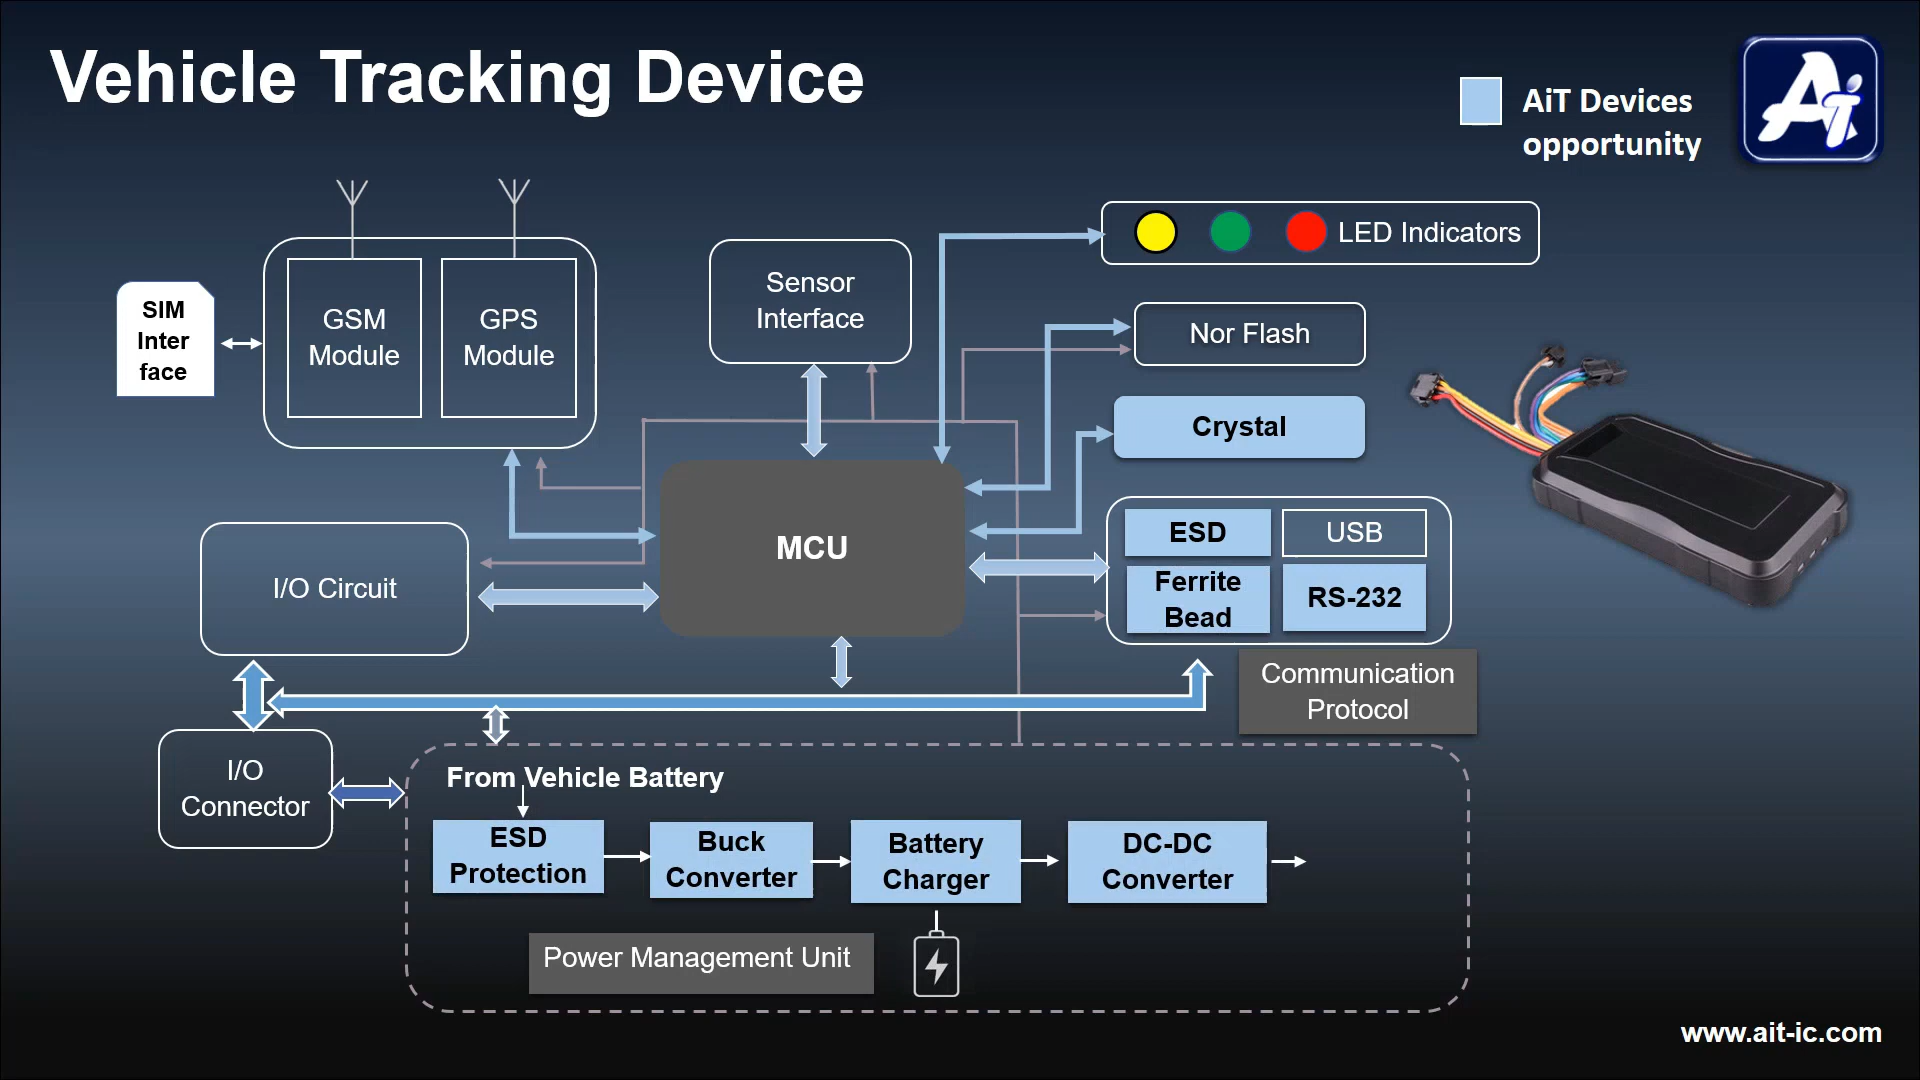 Vehicle Tracking Device
AiT Devices
opportunity
AiT
LED Indicators
Sensor
Interface
SIM
Inter
face
GSM
Module
GPS
Module
Nor Flash
Crystal
ESD
USB
Ferrite
Bead
RS-232
MCU
I/O Circuit
Communication
Protocol
I/O
Connector
From Vehicle Battery
ESD
Protection
Buck
Converter
Battery
Charger
DC-DC
Converter
Power Management Unit
www.ait-ic.com